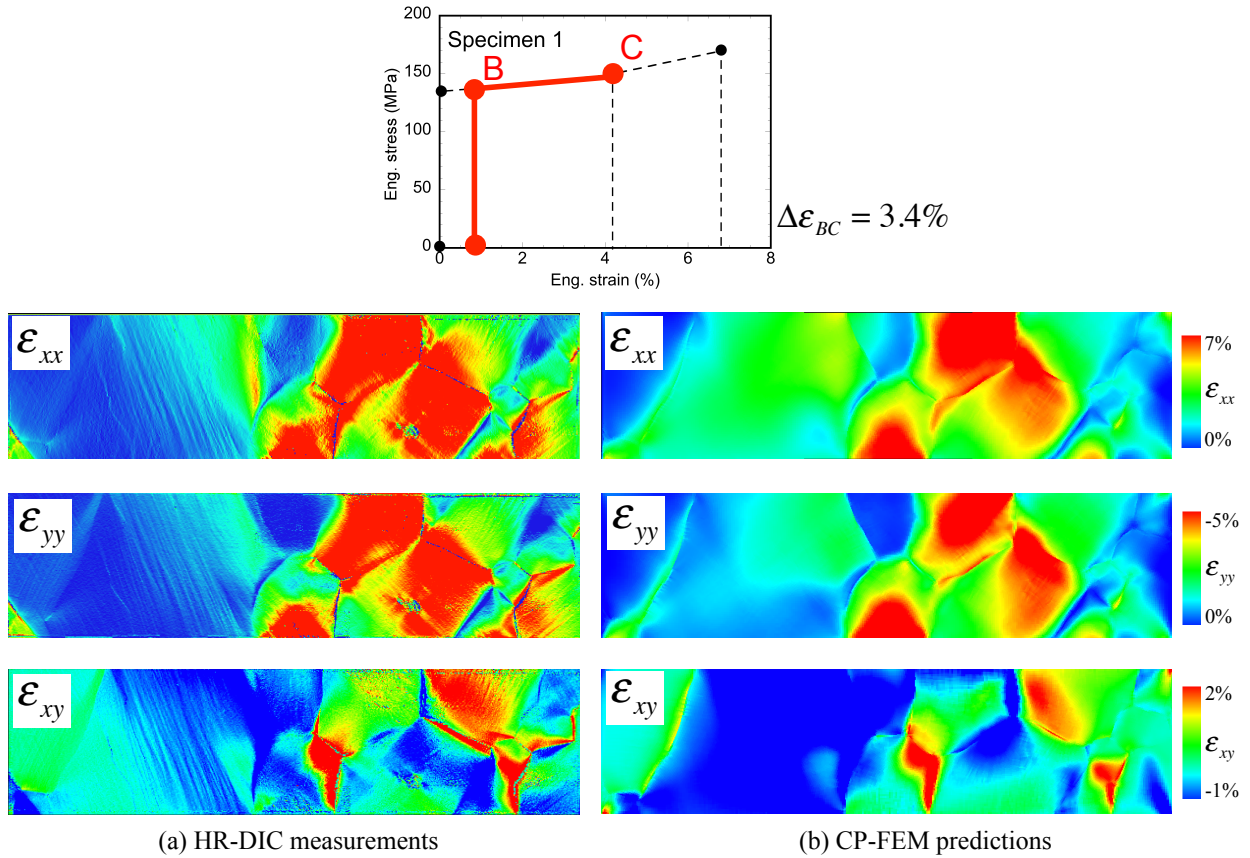 200
Specimen 1
C
B
150
100
50
0
Eng. stress (MPa)
0 2 4 6 8
Eng. strain (%)
Δε_BC = 3.4%
ε_xx
ε_xx
7%
ε_xx
0%
ε_yy
ε_yy
-5%
ε_yy
0%
ε_xy
ε_xy
2%
ε_xy
-1%
(a) HR-DIC measurements
(b) CP-FEM predictions